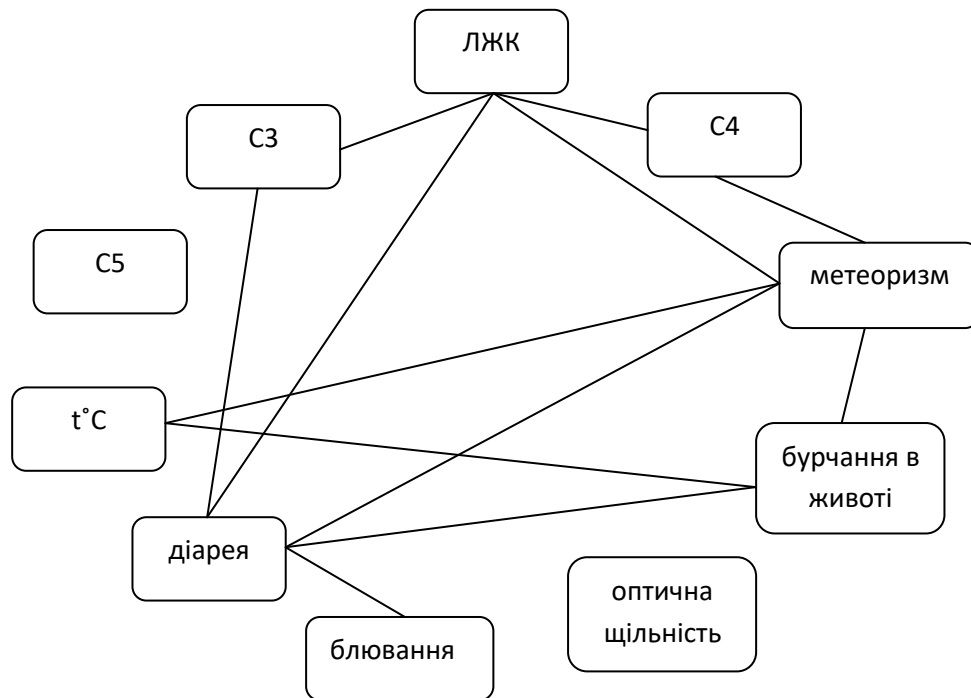 ЛЖК
С3
С4
С5
метеоризм
t˚C
бурчання в
животі
діарея
оптична
щільність
блювання